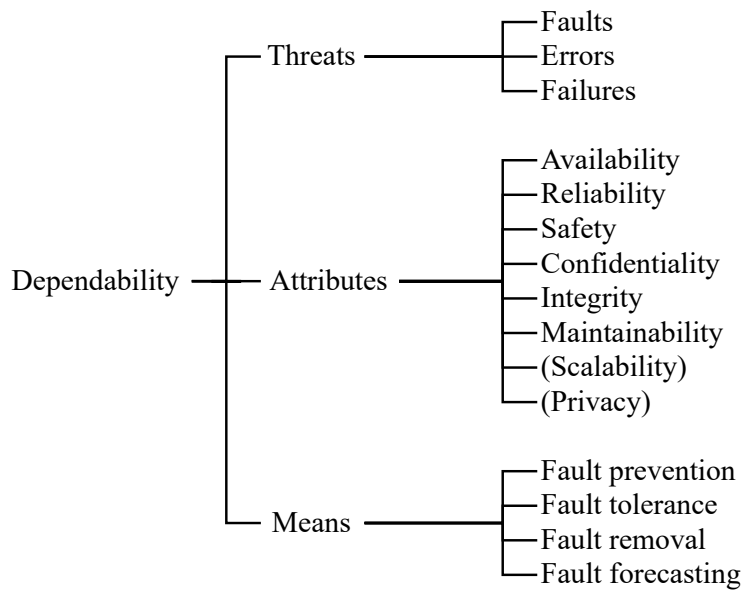 Dependability
Threats
Faults
Errors
Failures
Attributes
Availability
Reliability
Safety
Confidentiality
Integrity
Maintainability
(Scalability)
(Privacy)
Means
Fault prevention
Fault tolerance
Fault removal
Fault forecasting